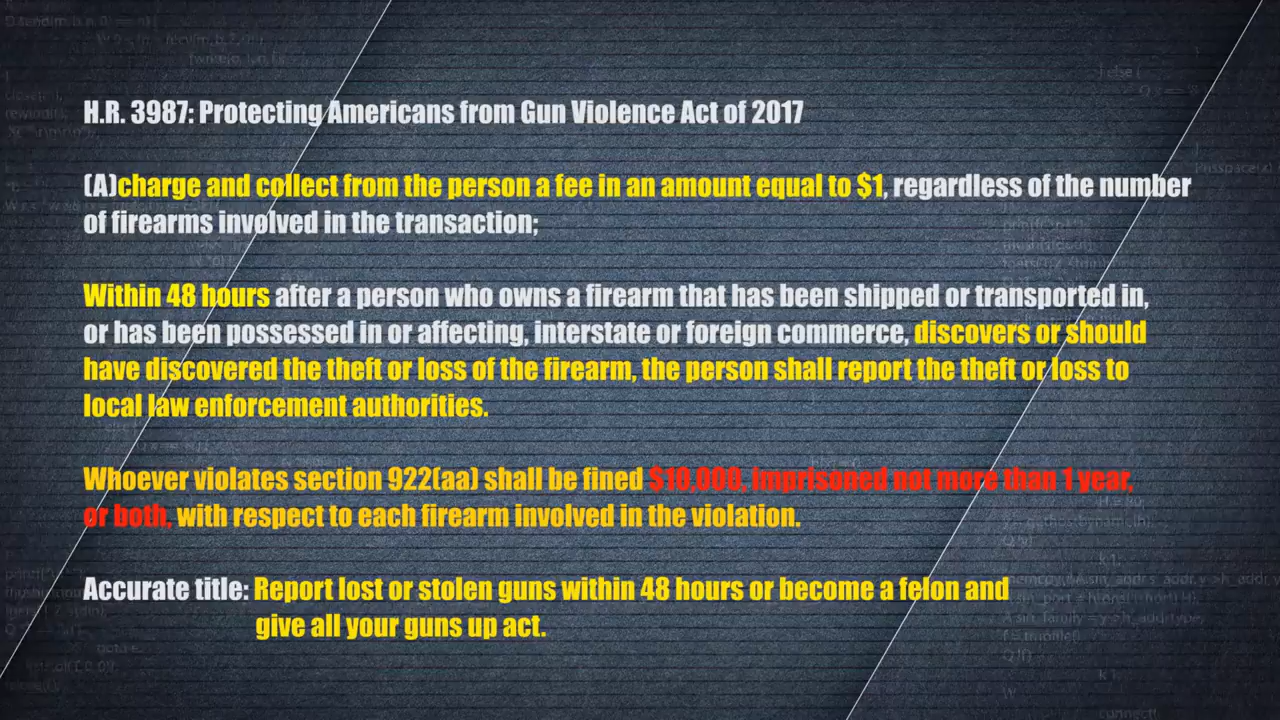 H.R. 3987: Protecting Americans from Gun Violence Act of 2017
(A)charge and collect from the person a fee in an amount equal to $1, regardless of the number
of firearms involved in the transaction;
Within 48 hours after a person who owns a firearm that has been shipped or transported in,
or has been possessed in or affecting, interstate or foreign commerce, discovers or should
have discovered the theft or loss of the firearm, the person shall report the theft or loss to
local law enforcement authorities.
Whoever violates section 922(aa) shall be fined $10,000, imprisoned not more than 1 year,
or both. with respect to each firearm involved in the violation.
Accurate title: Report lost or stolen guns within 48 hours or become a felon and
give all your guns up act.